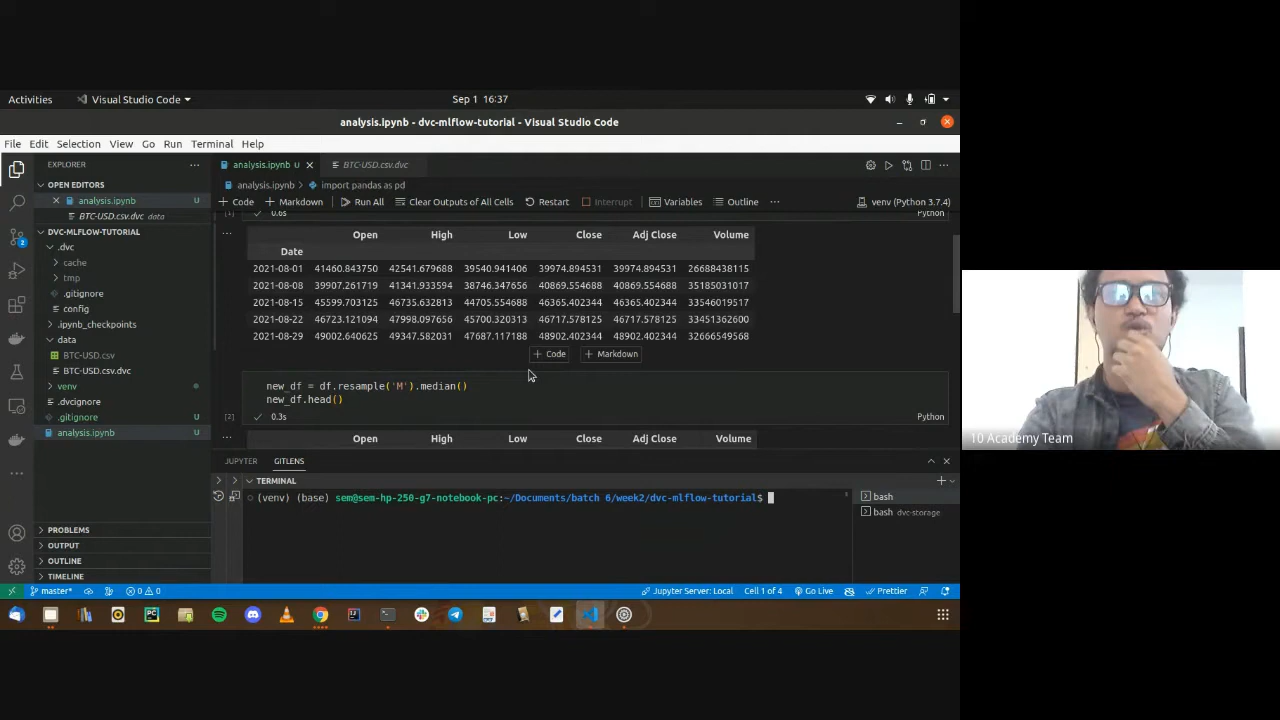 Activities
Visual Studio Code
Sep 1 16:37
analysis.ipynb - dvc-mlflow-tutorial - Visual Studio Code
File Edit Selection View Go Run Terminal Help
EXPLORER
OPEN EDITORS
analysis.ipynb U
BTC-USD.csv.dvc data
DVC-MLFLOW-TUTORIAL
.dvc
cache
tmp
.gitignore
config
.ipynb_checkpoints
data
BTC-USD.csv
BTC-USD.csv.dvc
venv
.dvcignore
.gitignore U
analysis.ipynb U
PROBLEMS
OUTPUT
OUTLINE
TIMELINE
analysis.ipynb U
BTC-USD.csv.dvc
analysis.ipynb > import pandas as pd
+ Code + Markdown Run All Clear Outputs of All Cells Restart Interrupt Variables Outline ... venv (Python 3.7.4)
[1] 0.6s Python
Open High Low Close Adj Close Volume
Date
2021-08-01 41460.843750 42541.679688 39540.941406 39974.894531 39974.894531 26688438115
2021-08-08 39907.261719 41341.933594 38746.347656 40869.554688 40869.554688 35185031017
2021-08-15 45599.703125 46735.632813 44705.554688 46365.402344 46365.402344 33546019517
2021-08-22 46723.121094 47998.097656 45700.320313 46717.578125 46717.578125 33451362600
2021-08-29 49002.640625 49347.582031 47687.117188 48902.402344 48902.402344 32666549568
+ Code + Markdown
new_df = df.resample('M').median()
new_df.head()
[2] 0.3s Python
Open High Low Close Adj Close Volume
JUPYTER GITLENS
TERMINAL
(venv) (base) sem@sem-hp-250-g7-notebook-pc:~/Documents/batch 6/week2/dvc-mlflow-tutorial$
bash
bash dvc-storage
master* 0 0 Jupyter Server: Local Cell 1 of 4 Go Live Prettier
10 Academy Team